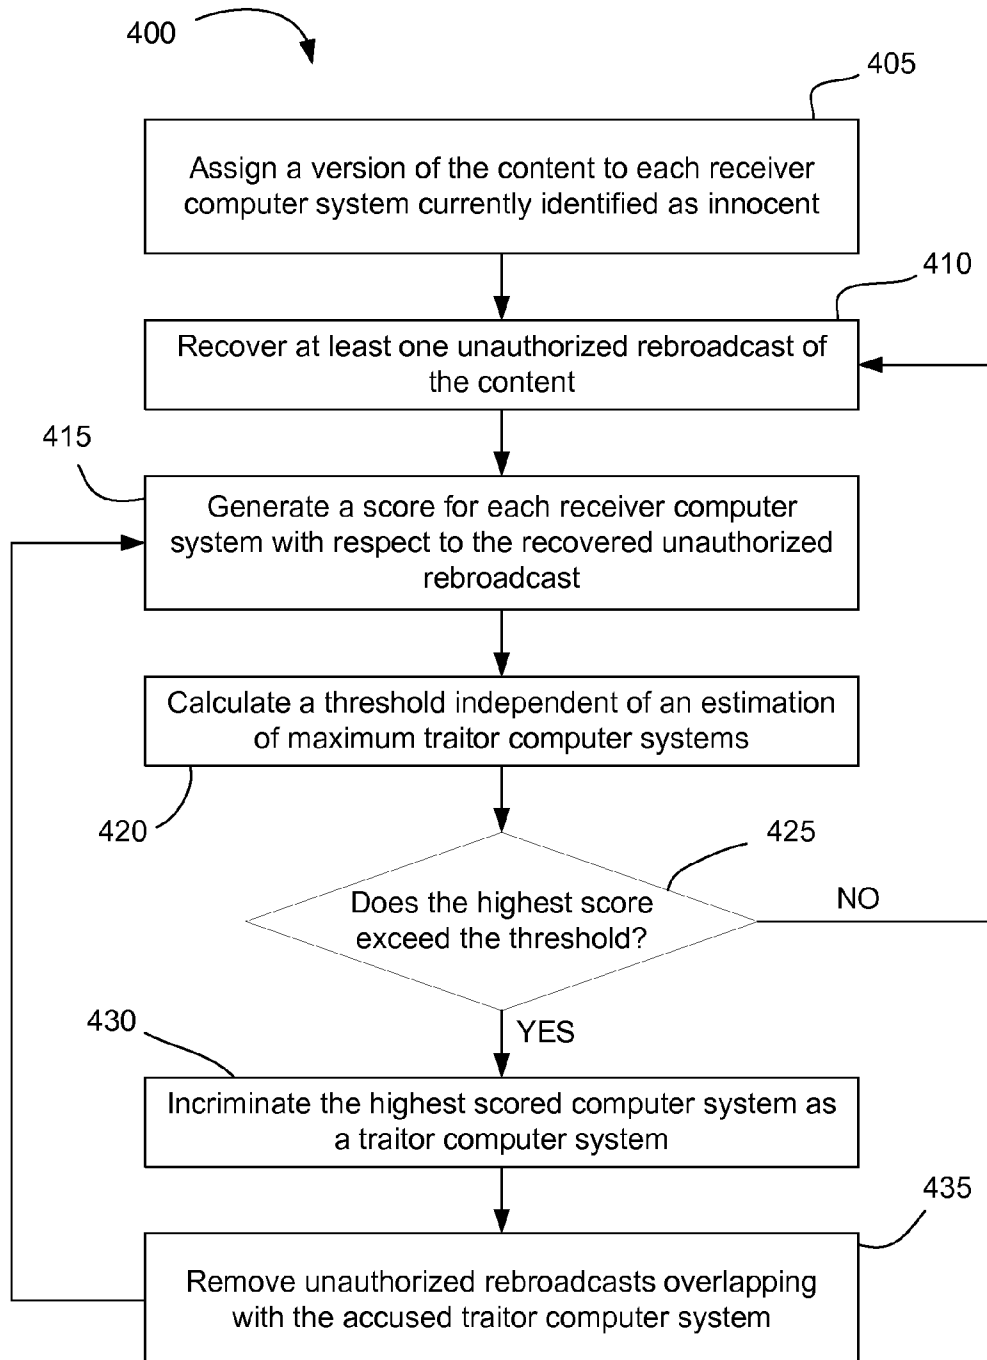 400
405
Assign a version of the content to each receiver
computer system currently identified as innocent
410
Recover at least one unauthorized rebroadcast of
the content
415
Generate a score for each receiver computer
system with respect to the recovered unauthorized
rebroadcast
Calculate a threshold independent of an estimation
of maximum traitor computer systems
420
425
Does the highest score
exceed the threshold?
NO
YES
430
Incriminate the highest scored computer system as
a traitor computer system
435
Remove unauthorized rebroadcasts overlapping
with the accused traitor computer system